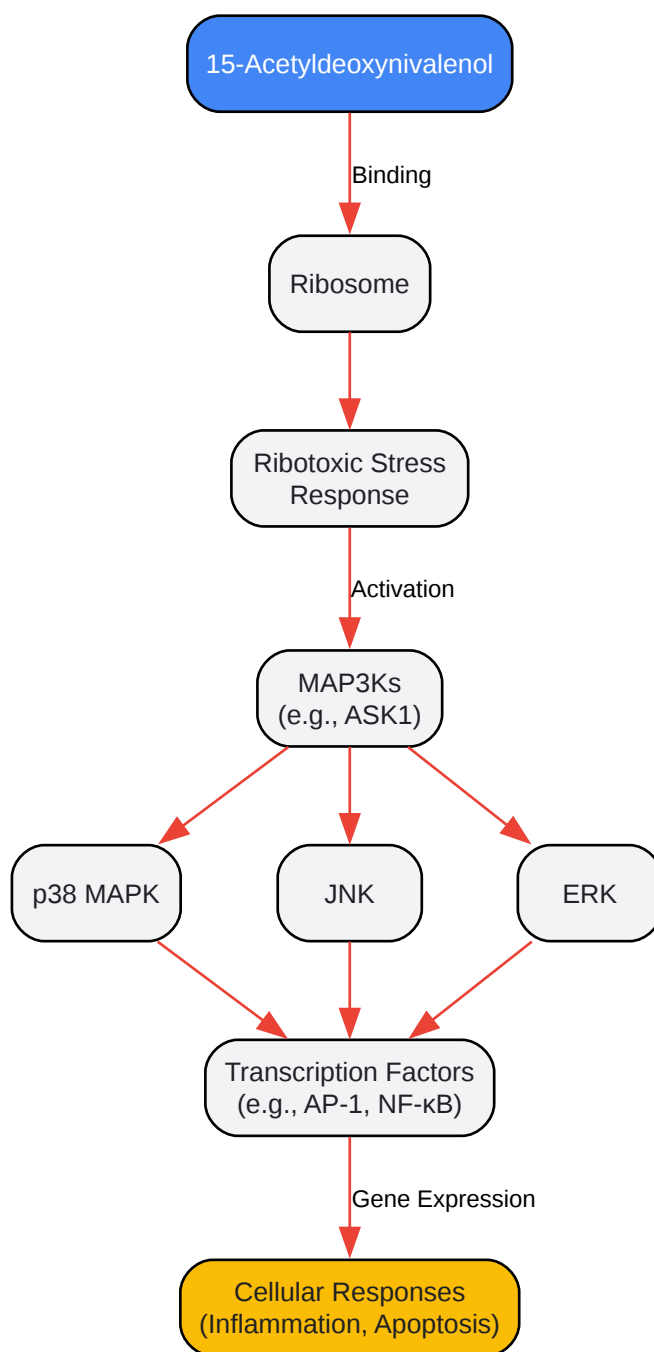 15-Acetyldeoxynivalenol
Binding
Ribosome
Ribotoxic Stress
Response
Activation
MAP3Ks
(e.g., ASK1)
p38 MAPK
JNK
ERK
Transcription Factors
(e.g., AP-1, NF-κB)
Gene Expression
Cellular Responses
(Inflammation, Apoptosis)